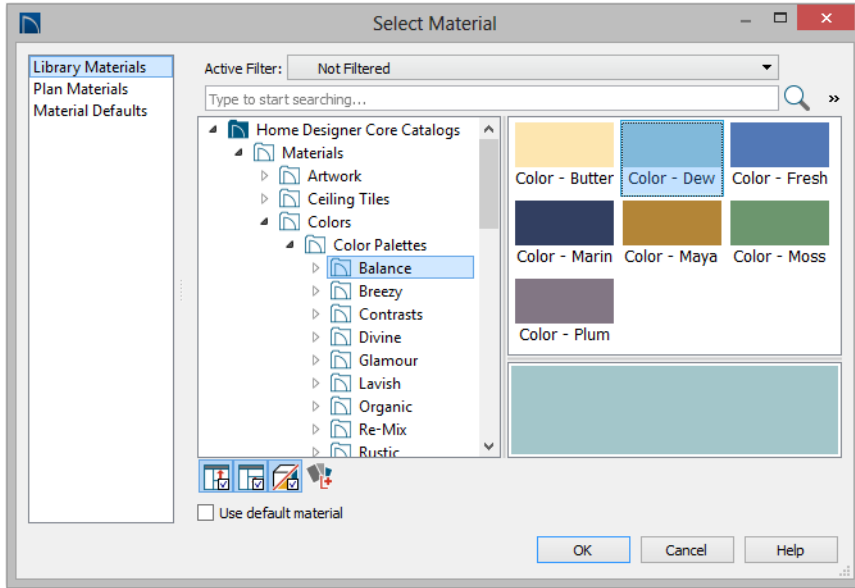 Select Material
Library Materials
Plan Materials
Material Defaults
Active Filter: Not Filtered
Type to start searching...
»
Home Designer Core Catalogs
Materials
Artwork
Ceiling Tiles
Colors
Color Palettes
Balance
Breezy
Contrasts
Divine
Glamour
Lavish
Organic
Re-Mix
Rustic
Color - Butter Color - Dew Color - Fresh
Color - Marin Color - Maya Color - Moss
Color - Plum
Use default material
OK Cancel Help